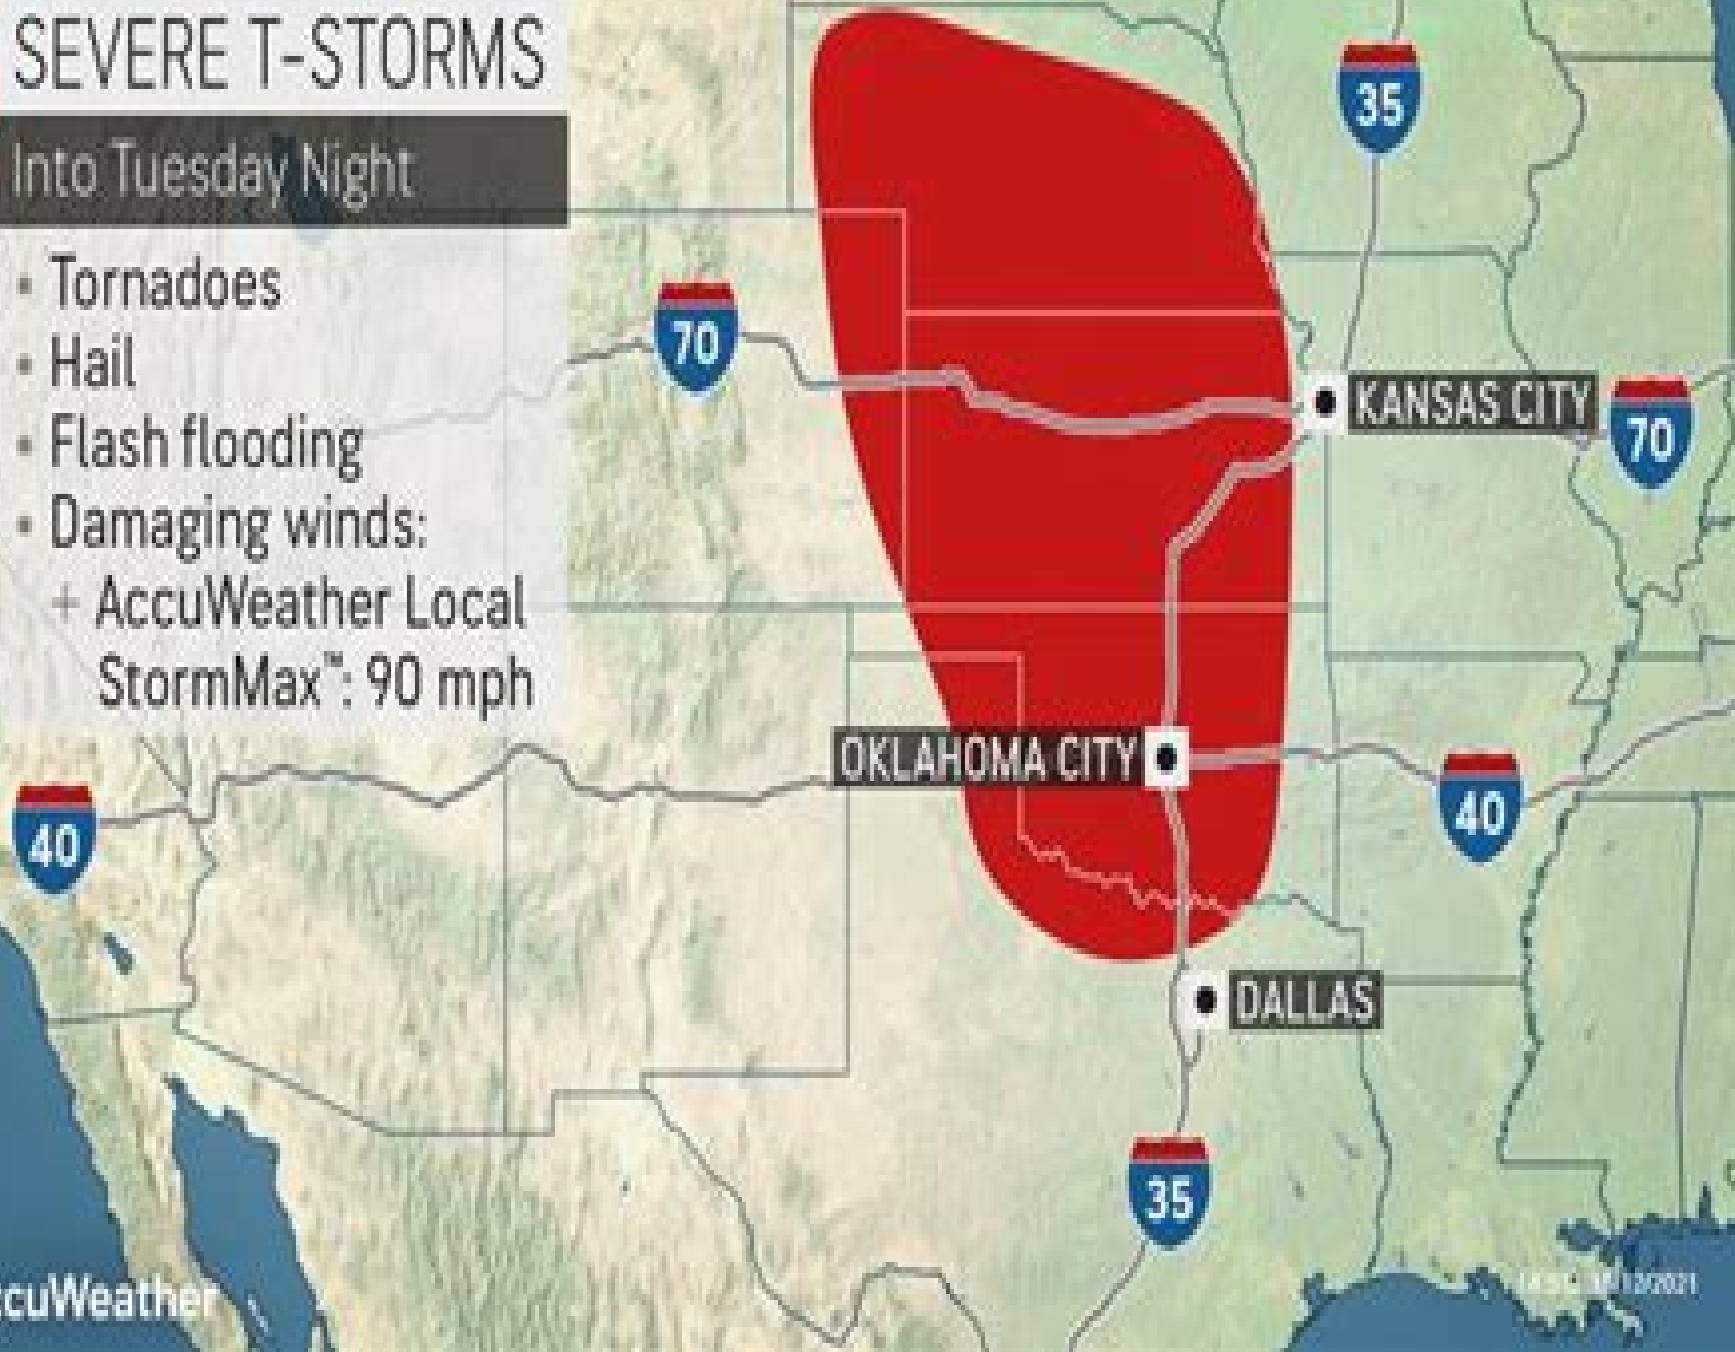 SEVERE T-STORMS
Into Tuesday Night
• Tornadoes
• Hail
• Flash flooding
• Damaging winds:
+ AccuWeather Local
StormMax™: 90 mph
35
70
KANSAS CITY
70
OKLAHOMA CITY
40
40
DALLAS
35
cuWeather